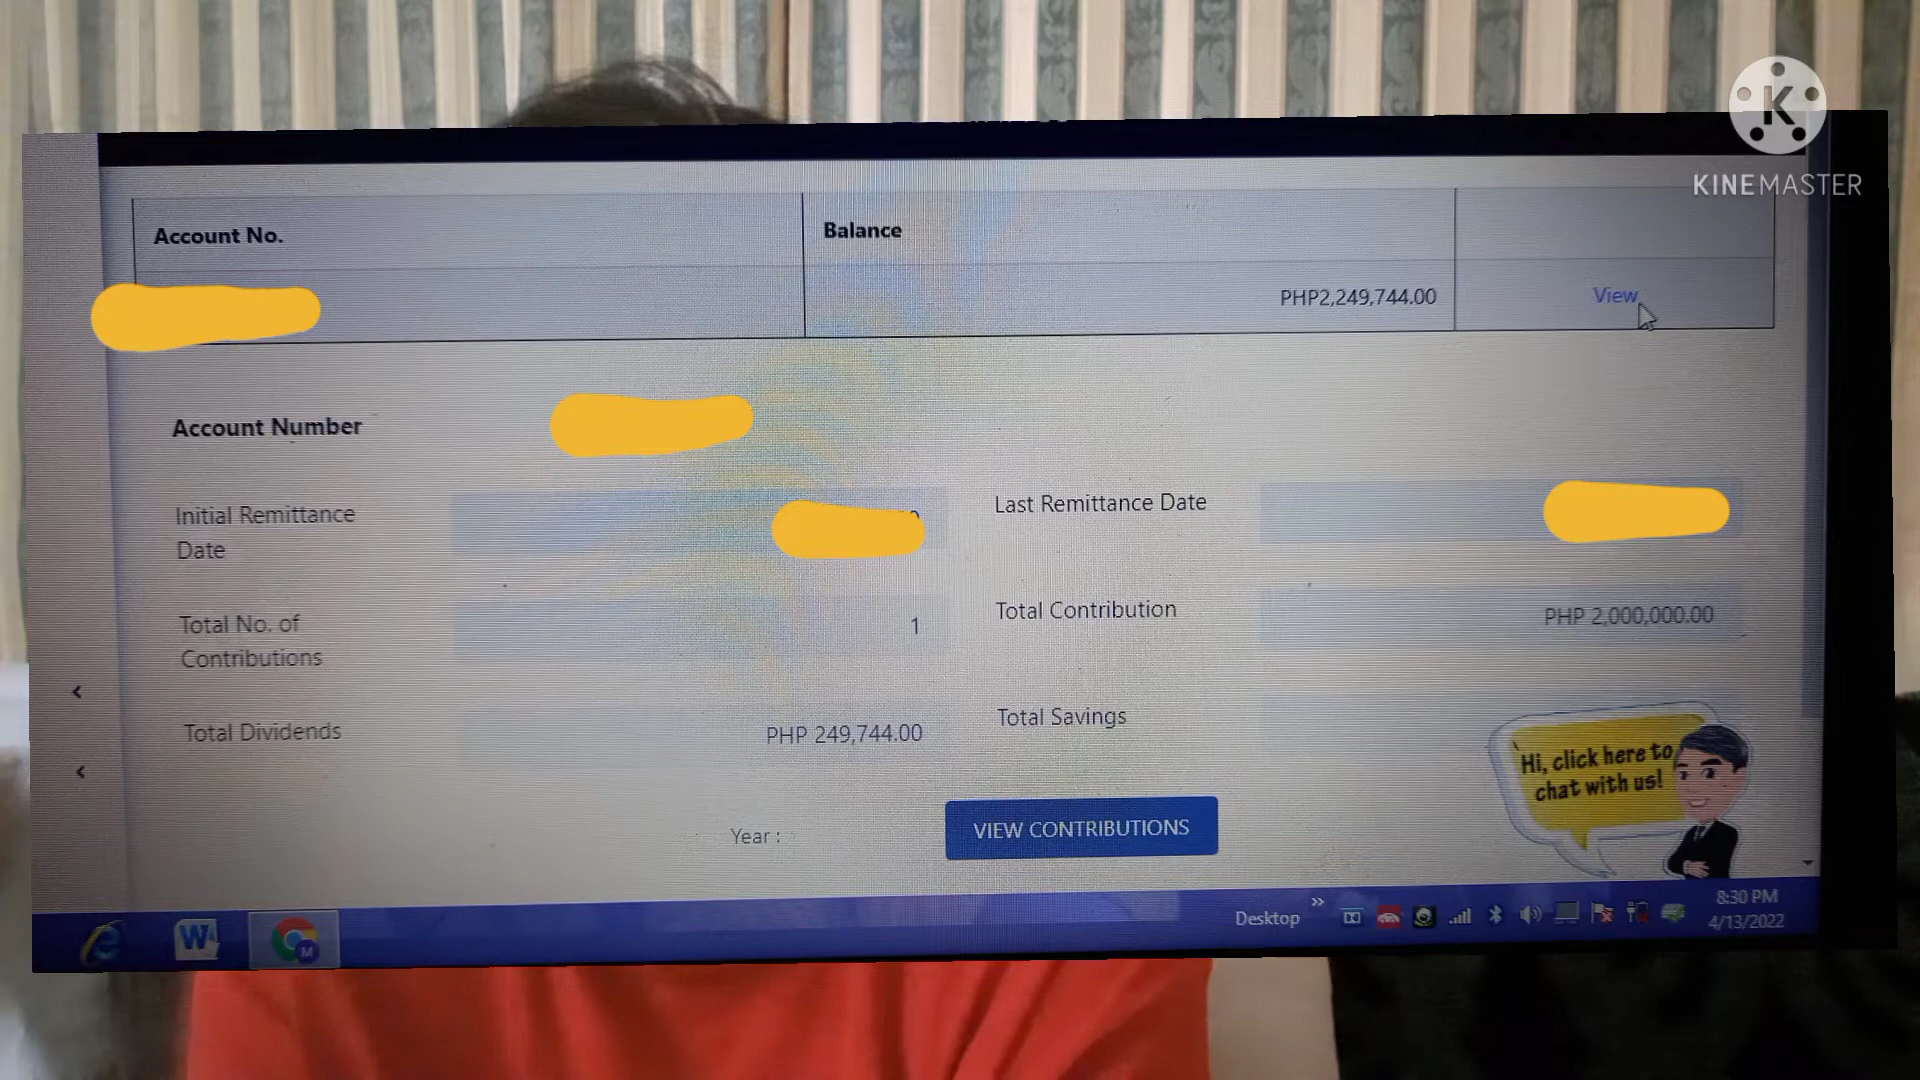 KINEMASTER
Account No.
Balance
PHP2,249,744.00
View
Account Number
Initial Remittance
Date
Last Remittance Date
Total No. of
Contributions
1
Total Contribution
PHP 2,000,000.00
Total Dividends
PHP 249,744.00
Total Savings
Hi, click here to
chat with us!
Year :
VIEW CONTRIBUTIONS
Desktop
8:30 PM
4/13/2022